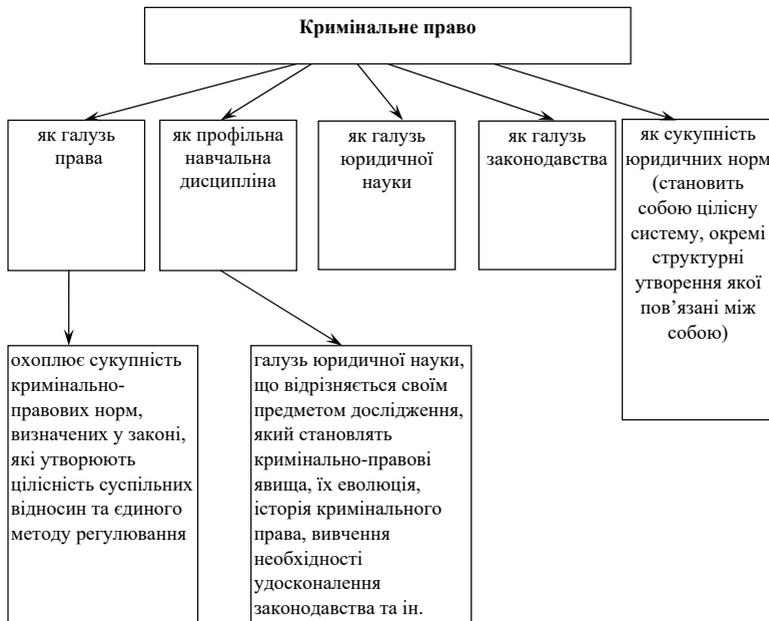 Кримінальне право
як галузь
права
як профільна
навчальна
дисципліна
як галузь
юридичної
науки
як галузь
законодавства
як сукупність
юридичних норм
(становить
собою цілісну
систему, окремі
структурні
утворення якої
пов’язані між
собою)
охоплює сукупність
кримінально-
правових норм,
визначених у законі,
які утворюють
цілісність суспільних
відносин та єдиного
методу регулювання
галузь юридичної науки,
що відрізняється своїм
предметом дослідження,
який становлять
кримінально-правові
явища, їх еволюція,
історія кримінального
права, вивчення
необхідності
удосконалення
законодавства та ін.